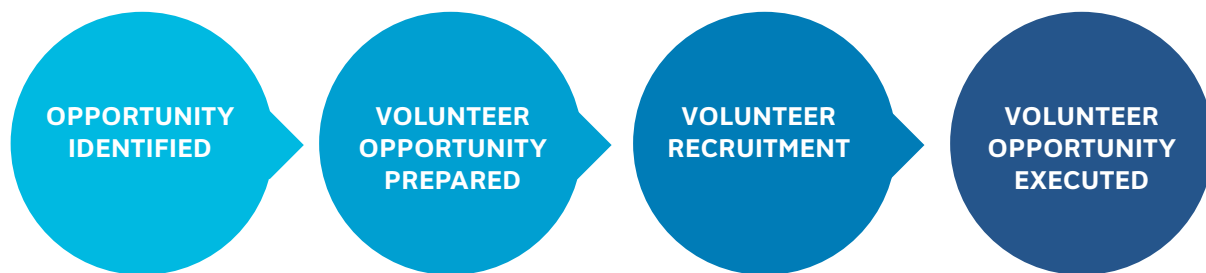 OPPORTUNITY
IDENTIFIED
VOLUNTEER
OPPORTUNITY
PREPARED
VOLUNTEER
RECRUITMENT
VOLUNTEER
OPPORTUNITY
EXECUTED